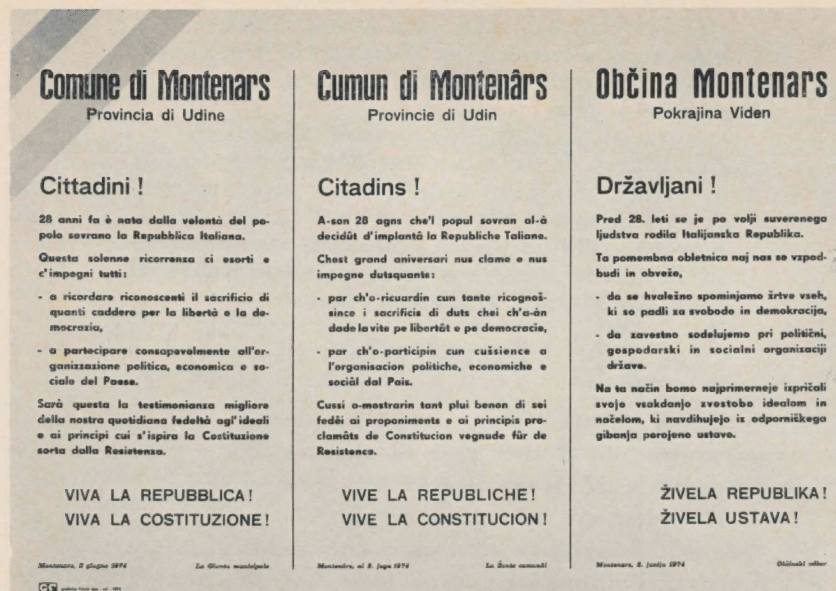 Comune di Montenars
Provincia di Udine
Cittadini !
28 anni fa è nata dalla volontà del po-
polo sovrano la Repubblica Italiana.
Questa solenne ricorrenza ci esorti e
c'impegni tutti:
- a ricordare riconoscenti il sacrificio di
quanti caddero per la libertà e la de-
mocrazia,
- a partecipare consapevolmente all'or-
ganizzazione politica, economica e so-
ciale del Paese.
Sarà questa la testimonianza migliore
della nostra quotidiana fedeltà agl'ideali
e ai principi cui s'ispira la Costituzione
sorta dalla Resistenza.
VIVA LA REPUBBLICA !
VIVA LA COSTITUZIONE !
Montenars, 2 giugno 1974
La Giunta municipale
Cumun di Montenârs
Provincie di Udin
Citadins !
A-son 28 agns che'l popul sovran al-à
decidût d'implantâ la Republiche Taliane.
Chest grand aniversari nus clame e nus
impegne dutsquants:
- par ch'o-ricuardin cun tante ricognoš-
since i sacrificis di duts chei ch'a-àn
dade la vite pe libertât e pe democracie,
- par ch'o-participin cun cušsience a
l'organisacion politiche, economiche e
sociâl dal Pais.
Cussì o-mostrarin tant plui benon di sei
fedêi ai proponiments e ai principis pro-
clamâts de Constitucion vegnude fûr de
Resistence.
VIVE LA REPUBLICHE !
VIVE LA CONSTITUCION !
Montenârs, ai 2. Jugn 1974
La Zonte comunâl
Občina Montenars
Pokrajina Viden
Državljani !
Pred 28. leti se je po volji suverenega
ljudstva rodila Italijanska Republika.
Ta pomembna obletnica naj nas se vzpod-
budi in obveže,
- da se hvaležno spominjamo žrtve vseh,
ki so padli za svobodo in demokracija,
- da zavestno sodelujemo pri politični,
gospodarski in socialni organizaciji
države.
Na ta način bomo najprimerneje izpričali
svojo vsakdanjo zvestobo idealom in
načelom, ki navdihujejo iz odporniškega
gibanja porojeno ustavo.
ŽIVELA REPUBLIKA !
ŽIVELA USTAVA !
Montenars, 2. junija 1974
Občinski odbor